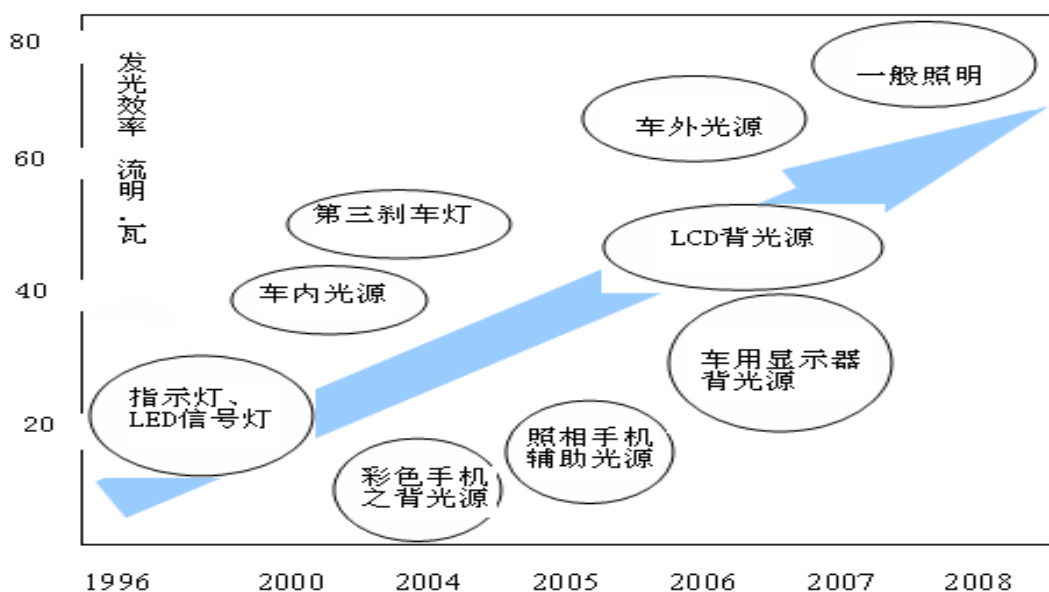 80
发光效率 流明·瓦
一般照明
车外光源
60
第三刹车灯
LCD背光源
40
车内光源
车用显示器
背光源
指示灯、
LED信号灯
20
照相手机
辅助光源
彩色手机
之背光源
1996 2000 2004 2005 2006 2007 2008